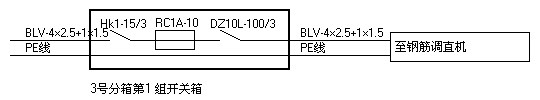 Hk1-15/3 RC1A-10 DZ10L-100/3
BLV-4×2.5+1×1.5 BLV-4×2.5+1×1.5
PE线 PE线 至钢筋调直机
3号分箱第1 组开关箱